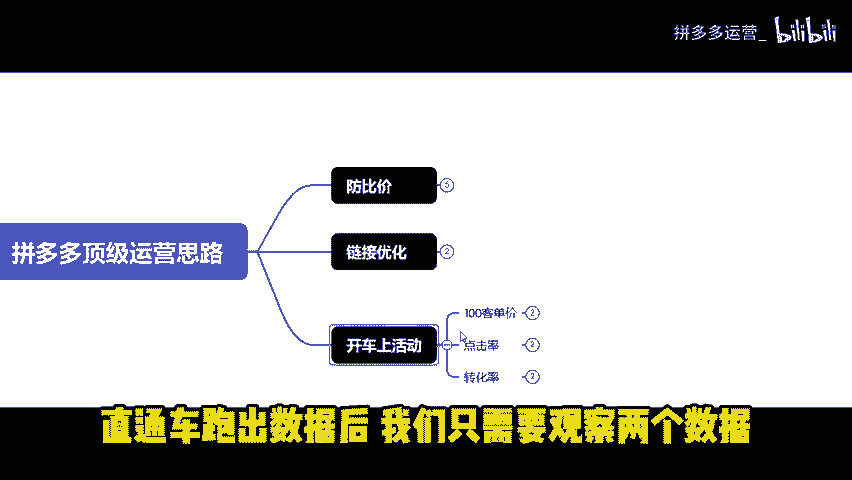 拼多多运营_ bilibili
防比价 5
拼多多顶级运营思路
链接优化 2
开车上活动
100客单价 2
点击率 2
转化率 2
直通车跑出数据后 我们只需要观察两个数据